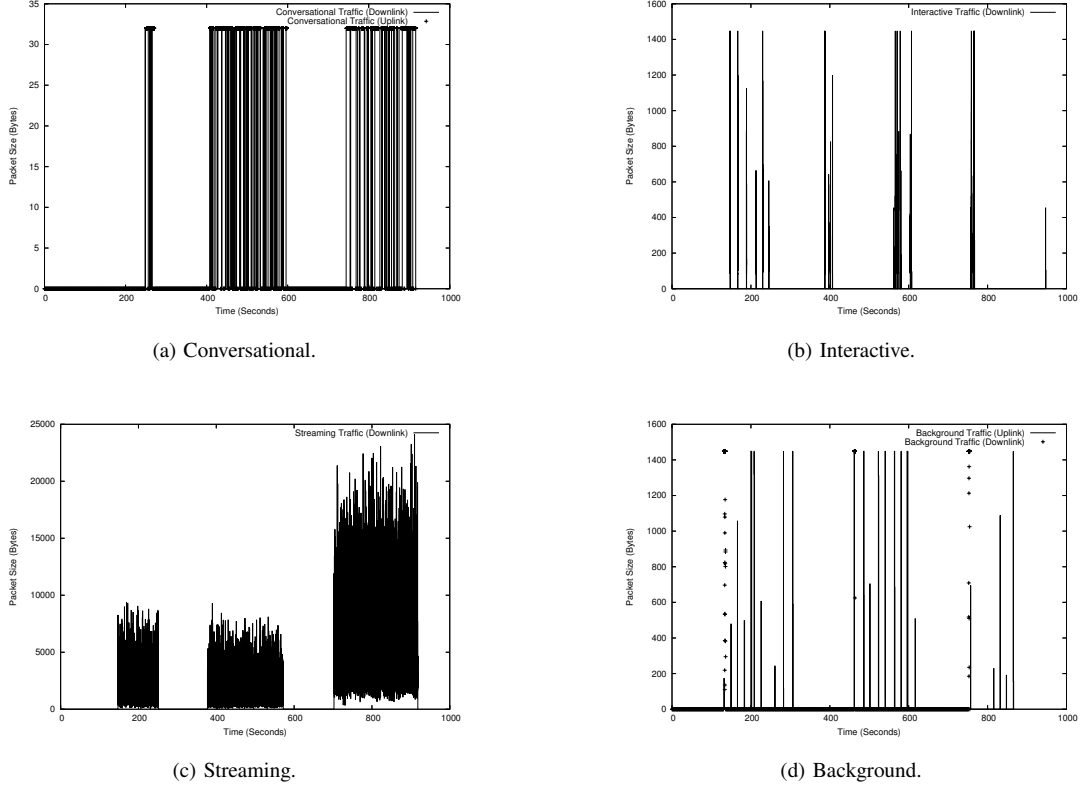 Conversational Traffic (Downlink)
Conversational Traffic (Uplink)
35
30
25
20
15
10
5
0
Packet Size (Bytes)
0 200 400 600 800 1000
Time (Seconds)
(a) Conversational.
Interactive Traffic (Downlink)
1600
1400
1200
1000
800
600
400
200
0
Packet Size (Bytes)
0 200 400 600 800 1000
Time (Seconds)
(b) Interactive.
Streaming Traffic (Downlink)
25000
20000
15000
10000
5000
0
Packet Size (Bytes)
0 200 400 600 800 1000
Time (Seconds)
(c) Streaming.
Background Traffic (Uplink)
Background Traffic (Downlink)
1600
1400
1200
1000
800
600
400
200
0
Packet Size (Bytes)
0 200 400 600 800 1000
Time (Seconds)
(d) Background.